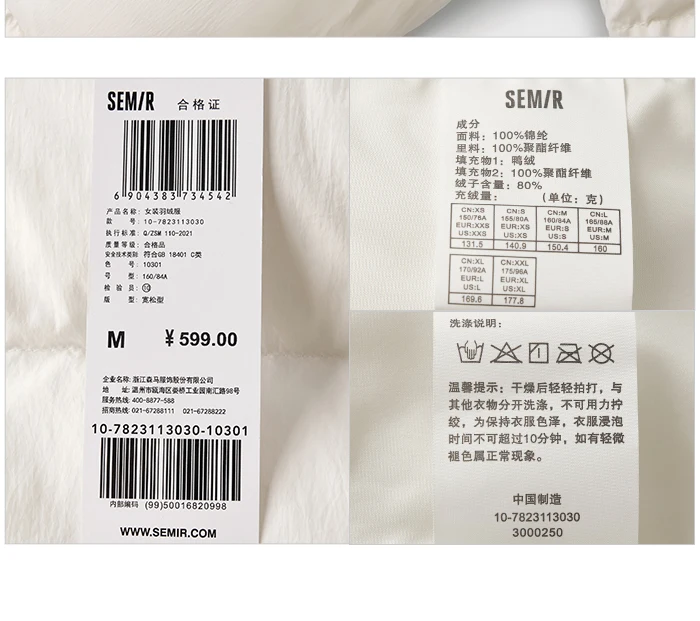 SEMIR 合格证
6 904383 734542
产品名称: 女装羽绒服
款 号: 10-7823113030
执行标准: Q/ZSM 110-2021
质量等级: 合格品
安全技术类别 符合GB 18401 C类
色 号: 10301
号 型: 160/84A
检 验 员: 10
版 型: 宽松型
M ¥599.00
企业名称: 浙江森马服饰股份有限公司
地 址: 温州市瓯海区娄桥工业园南汇路98号
服务热线: 400-8877-588
招商热线: 021-67288111 021-67288222
10-7823113030-10301
内部编码 (99)50016820998
WWW.SEMIR.COM
SEMIR
成分
面料: 100%锦纶
里料: 100%聚酯纤维
填充物1: 鸭绒
填充物2: 100%聚酯纤维
绒子含量: 80%
充绒量: (单位: 克)
CN:XS CN:S CN:M CN:L
150/76A 155/80A 160/84A 165/88A
EUR:XXS EUR:XS EUR:S EUR:M
US:XXS US:XS US:S US:M
131.5 140.9 150.4 160
CN:XL CN:XXL
170/92A 175/96A
EUR:L EUR:XL
US:L US:XL
169.6 177.8
洗涤说明:
温馨提示: 干燥后轻轻拍打, 与
其他衣物分开洗涤, 不可用力拧
绞, 为保持衣服色泽, 衣服浸泡
时间不可超过10分钟, 如有轻微
褪色属正常现象。
中国制造
10-7823113030
3000250